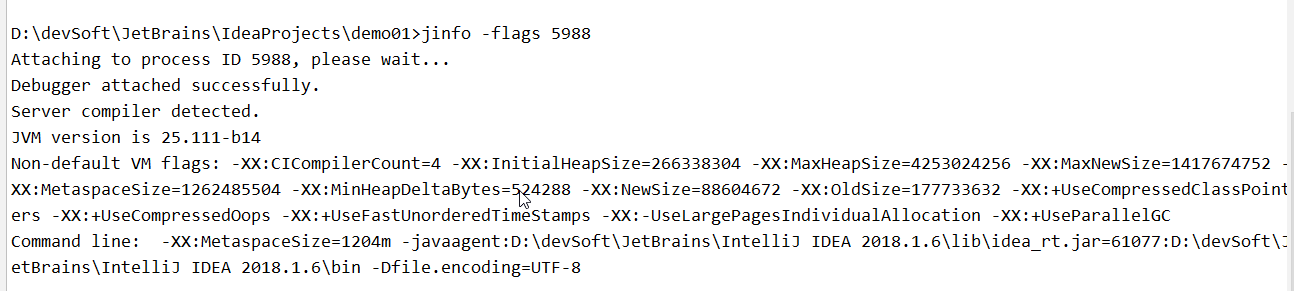 D:\devSoft\JetBrains\IdeaProjects\demo01>jinfo -flags 5988
Attaching to process ID 5988, please wait...
Debugger attached successfully.
Server compiler detected.
JVM version is 25.111-b14
Non-default VM flags: -XX:CICompilerCount=4 -XX:InitialHeapSize=266338304 -XX:MaxHeapSize=4253024256 -XX:MaxNewSize=1417674752 -
XX:MetaspaceSize=1262485504 -XX:MinHeapDeltaBytes=524288 -XX:NewSize=88604672 -XX:OldSize=177733632 -XX:+UseCompressedClassPoint
ers -XX:+UseCompressedOops -XX:+UseFastUnorderedTimeStamps -XX:-UseLargePagesIndividualAllocation -XX:+UseParallelGC
Command line:  -XX:MetaspaceSize=1204m -javaagent:D:\devSoft\JetBrains\IntelliJ IDEA 2018.1.6\lib\idea_rt.jar=61077:D:\devSoft\J
etBrains\IntelliJ IDEA 2018.1.6\bin -Dfile.encoding=UTF-8